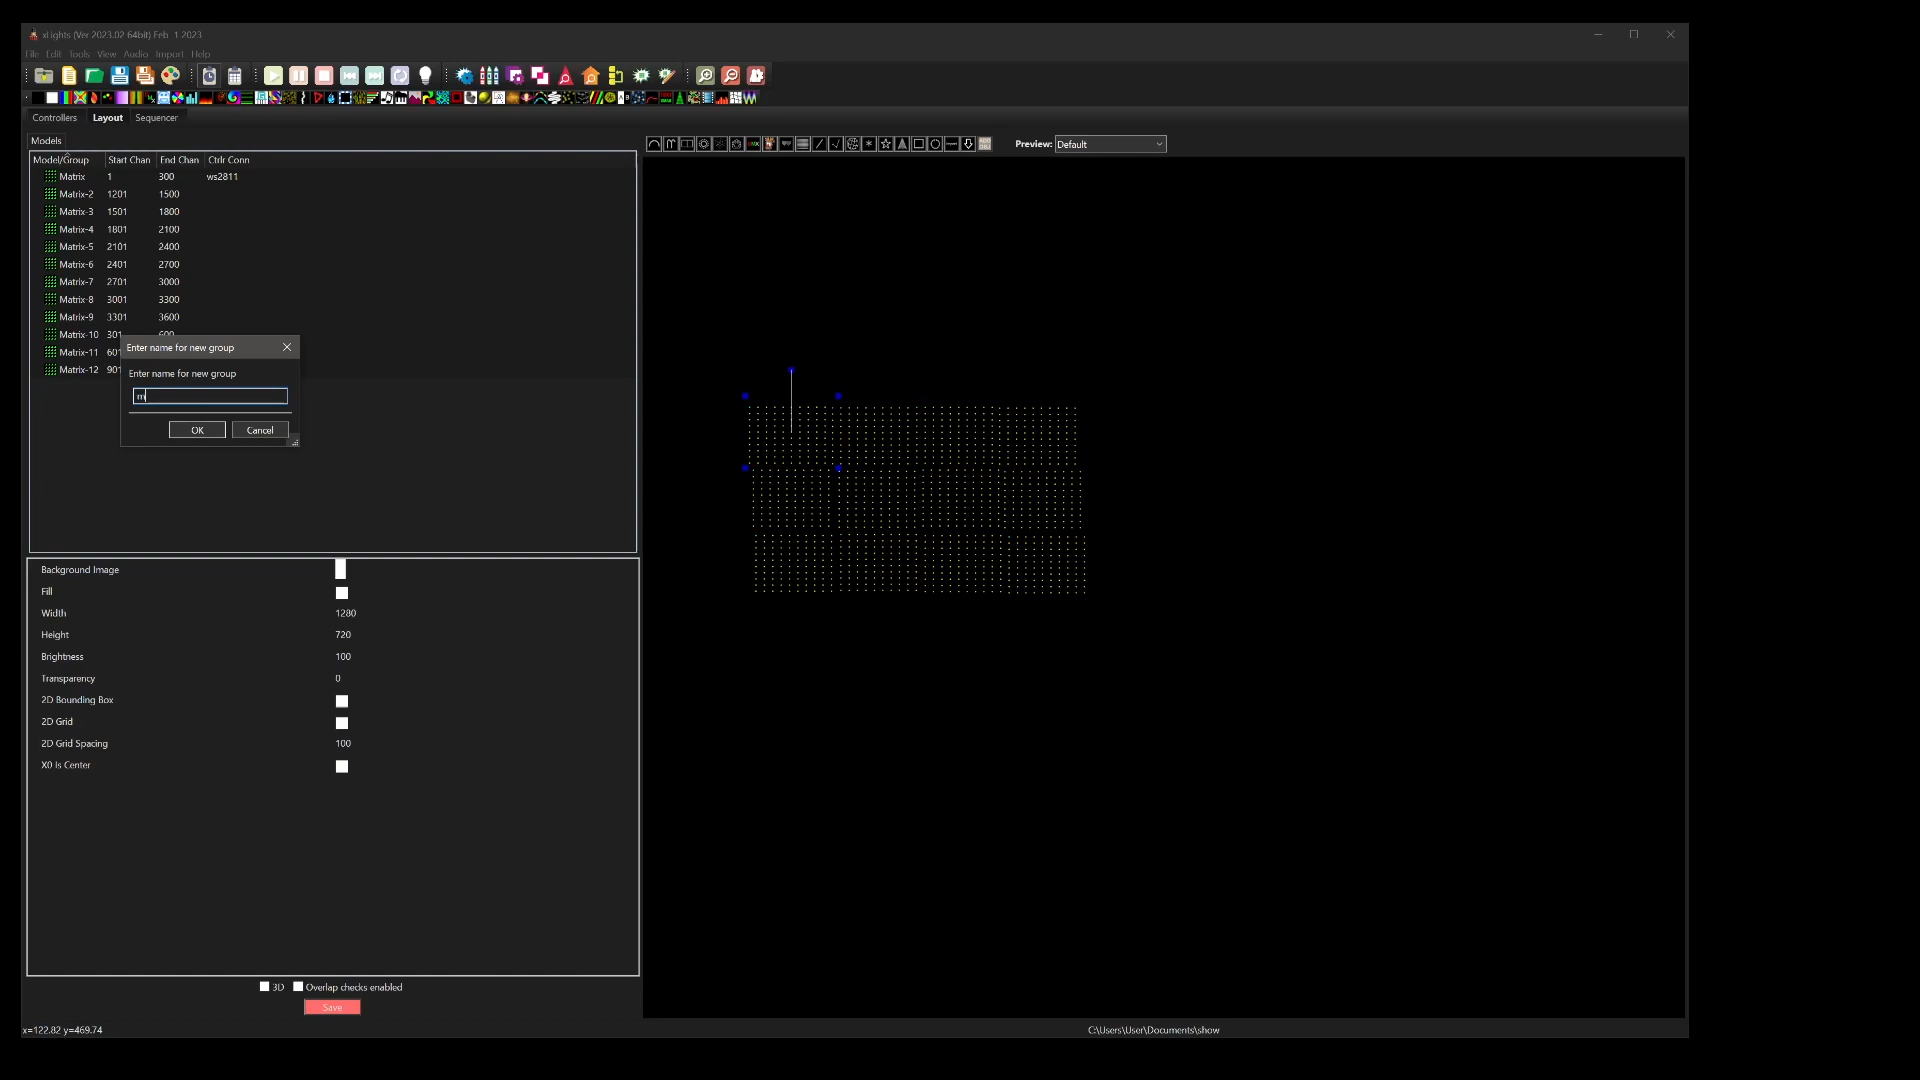 xLights (Ver 2023.02 64bit) Feb 1 2023
File Edit Tools View Audio Import Help
Controllers Layout Sequencer
Models
Preview: Default
Model/Group Start Chan End Chan Ctrlr Conn
Matrix 1 300 ws2811
Matrix-2 1201 1500
Matrix-3 1501 1800
Matrix-4 1801 2100
Matrix-5 2101 2400
Matrix-6 2401 2700
Matrix-7 2701 3000
Matrix-8 3001 3300
Matrix-9 3301 3600
Matrix-10 301 600
Matrix-11 601
Matrix-12 901
Enter name for new group
Enter name for new group
m
OK Cancel
Background Image
Fill
Width 1280
Height 720
Brightness 100
Transparency 0
2D Bounding Box
2D Grid
2D Grid Spacing 100
X0 Is Center
3D Overlap checks enabled
Save
x=122.82 y=469.74 C:\Users\User\Documents\show